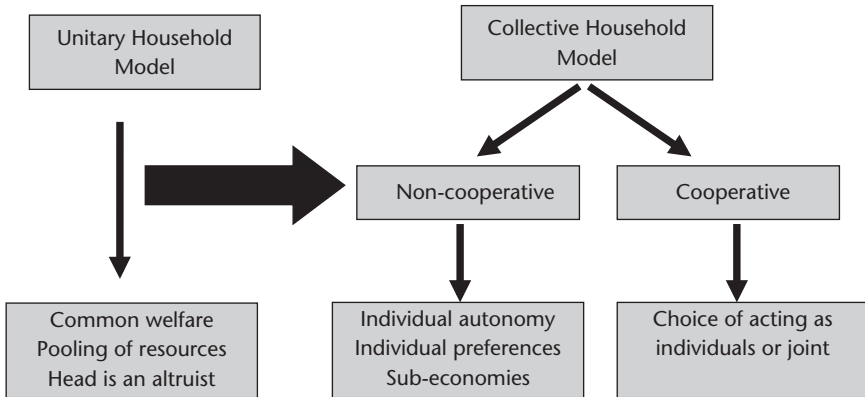 Unitary Household
Model
Collective Household
Model
Non-cooperative
Cooperative
Common welfare
Pooling of resources
Head is an altruist
Individual autonomy
Individual preferences
Sub-economies
Choice of acting as
individuals or joint